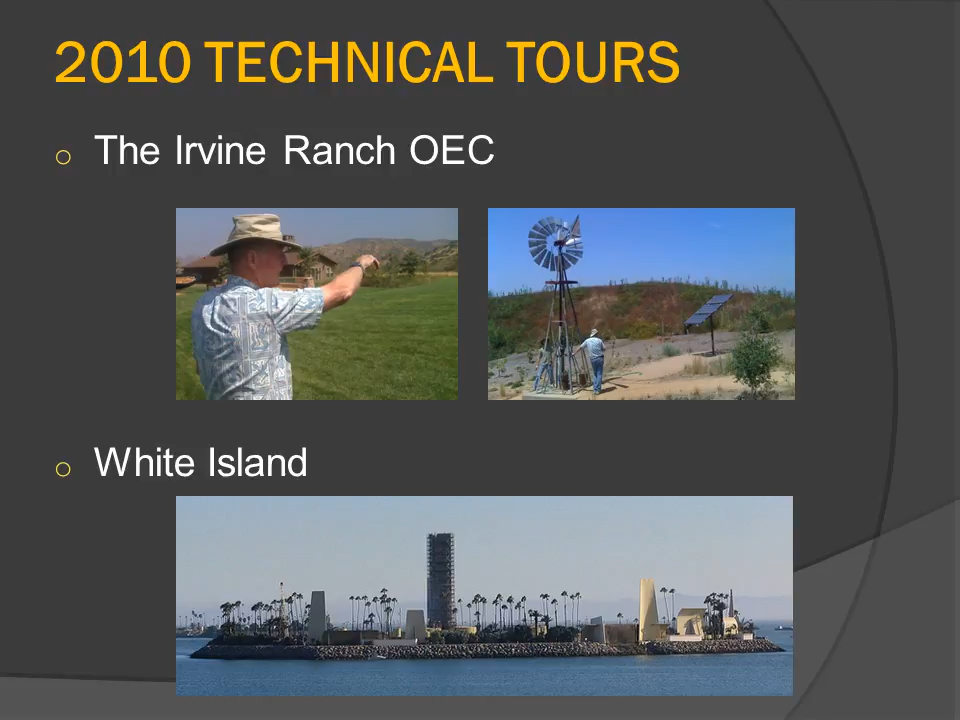 2010 TECHNICAL TOURS
o The Irvine Ranch OEC
o White Island